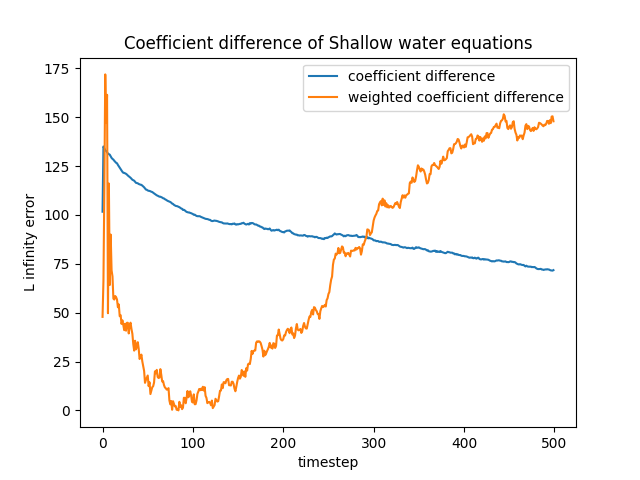 Coefficient difference of Shallow water equations
coefficient difference
weighted coefficient difference
L infinity error
175
150
125
100
75
50
25
0
0 100 200 300 400 500
timestep